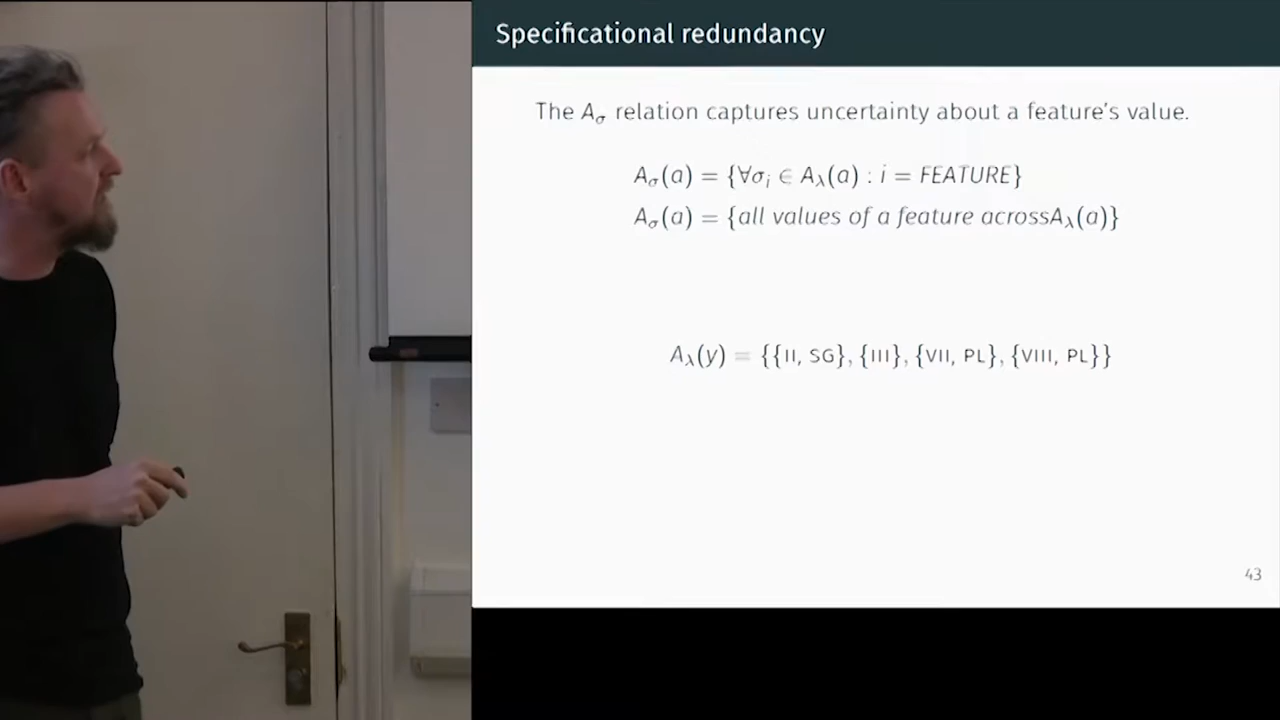 Specificational redundancy
The Aσ relation captures uncertainty about a feature's value.
Aσ(a) = {∀σi ∈ Aλ(a) : i = FEATURE}
Aσ(a) = {all values of a feature acrossAλ(a)}
Aλ(y) = {{II, SG}, {III}, {VII, PL}, {VIII, PL}}
43